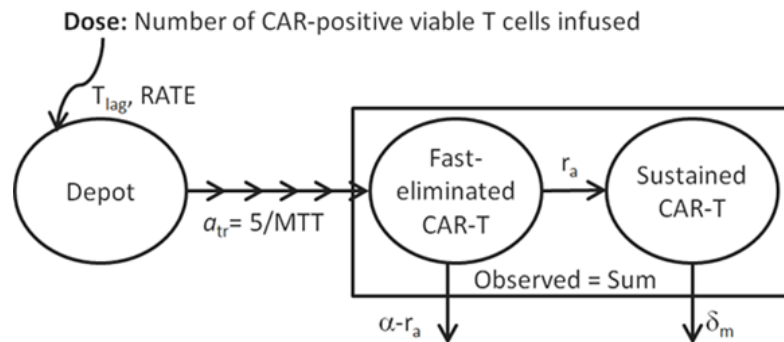 Dose: Number of CAR-positive viable T cells infused
Tlag, RATE
Depot
atr= 5/MTT
Fast-
eliminated
CAR-T
ra
Sustained
CAR-T
Observed = Sum
α-ra
δm